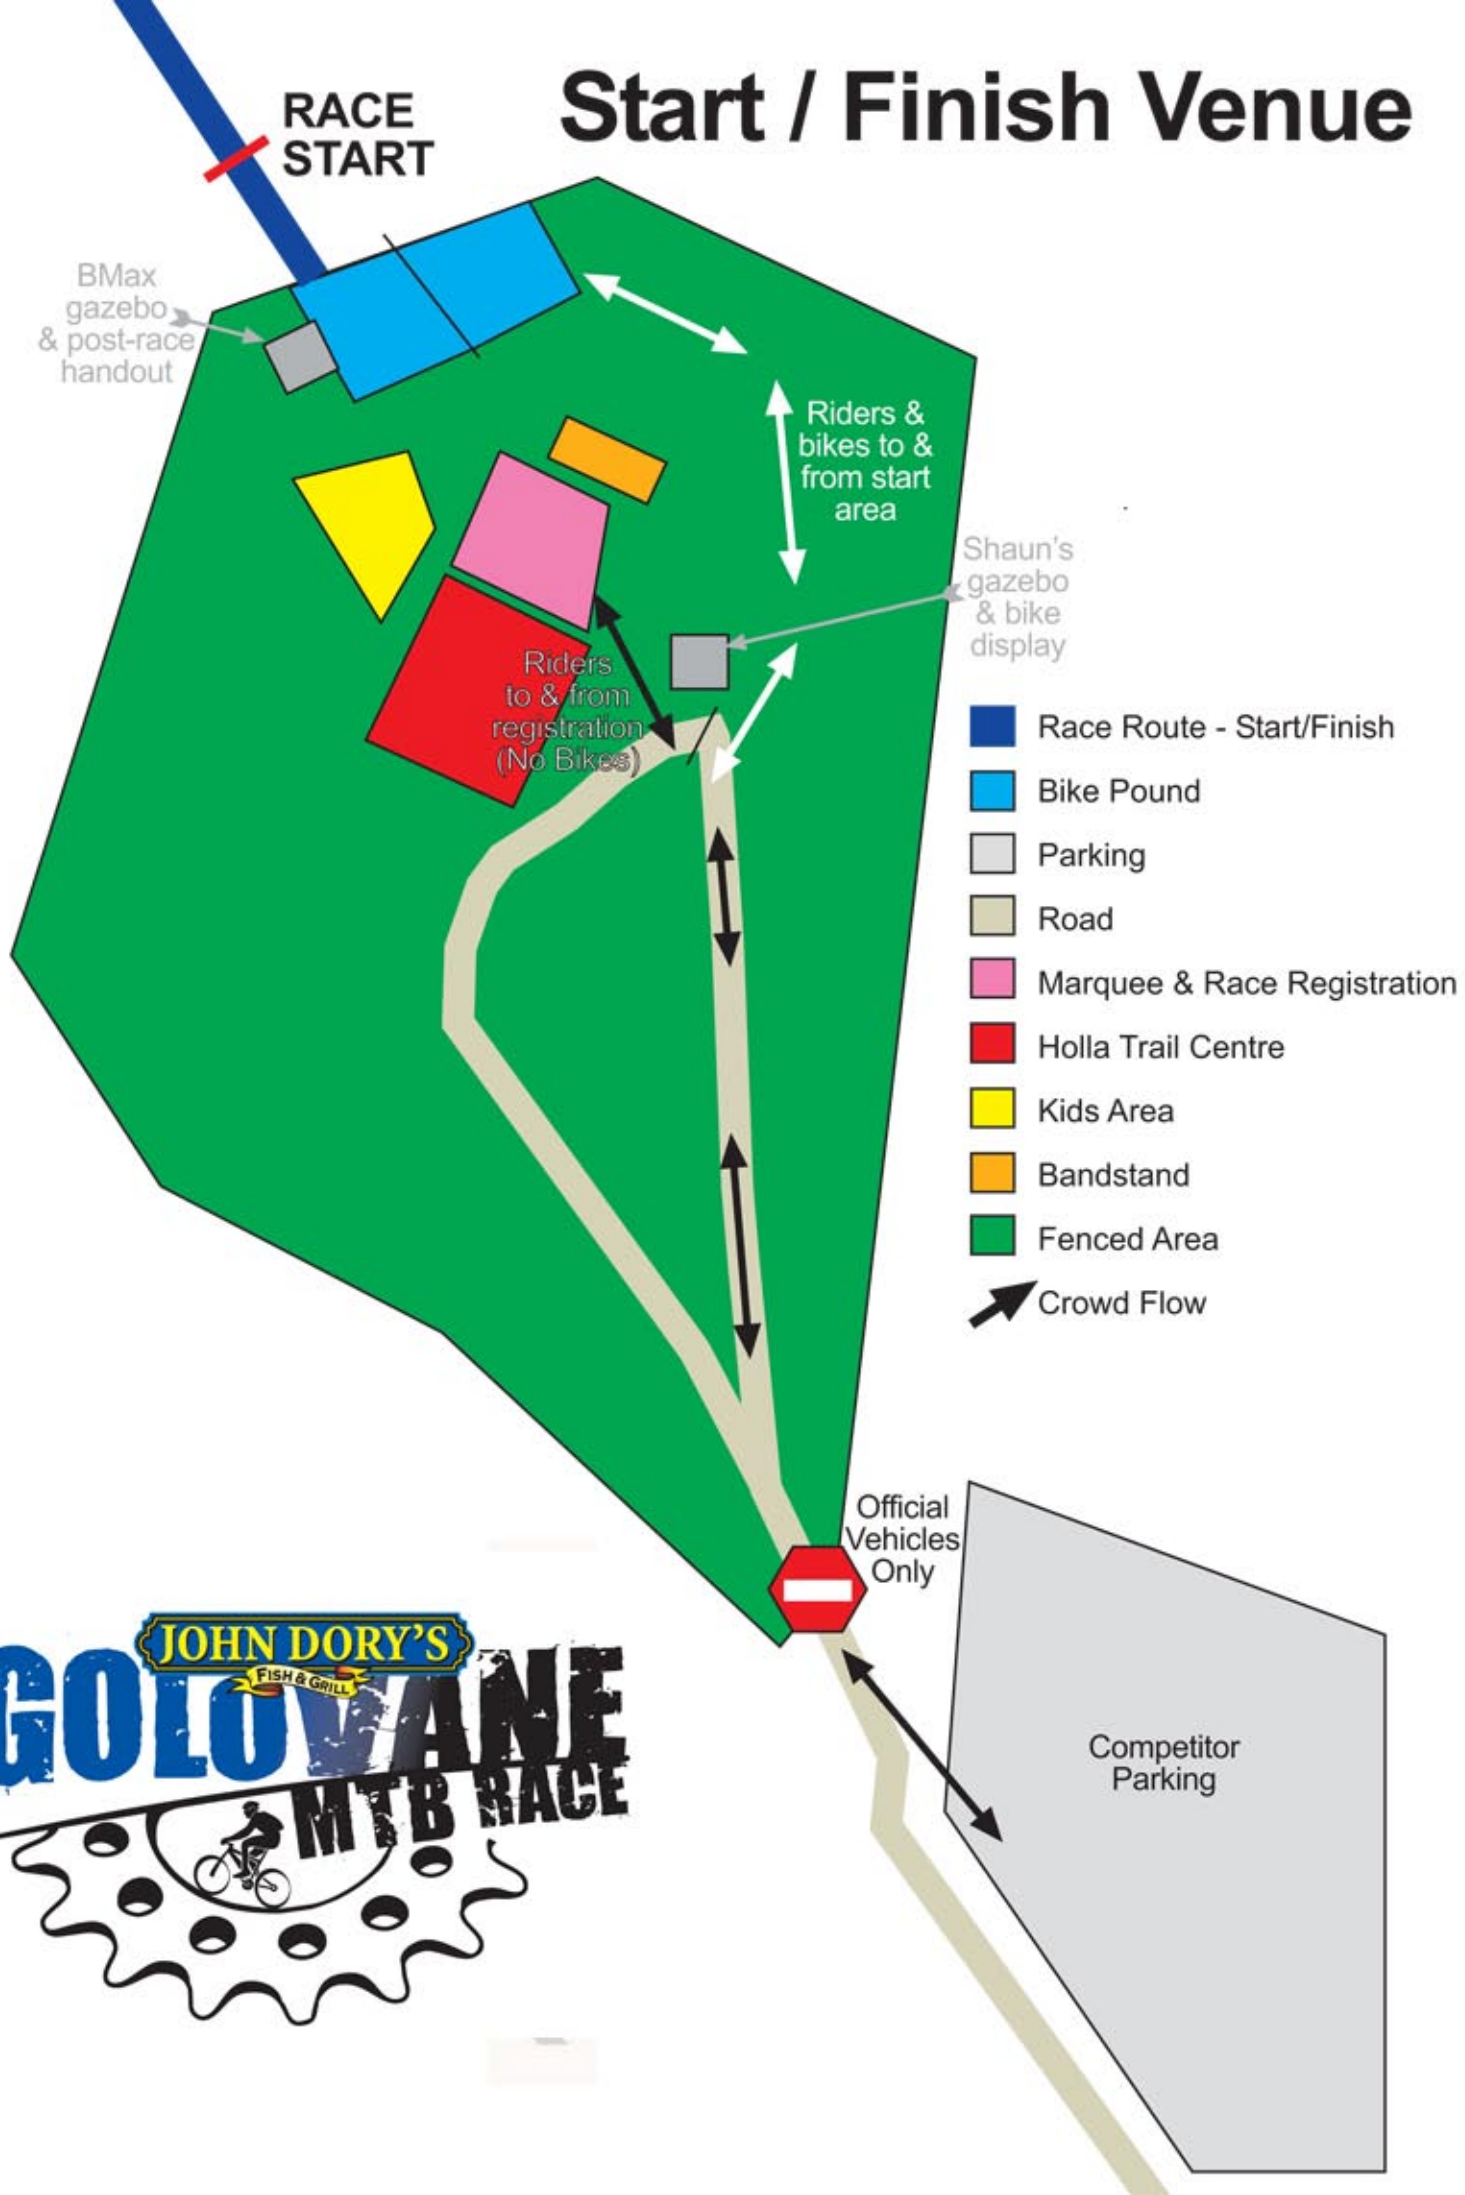 Start / Finish Venue
RACE
START
BMax
gazebo
& post-race
handout
Riders &
bikes to &
from start
area
Shaun's
gazebo
& bike
display
Riders
to & from
registration
(No Bikes)
Race Route - Start/Finish
Bike Pound
Parking
Road
Marquee & Race Registration
Holla Trail Centre
Kids Area
Bandstand
Fenced Area
Crowd Flow
Official
Vehicles
Only
Competitor
Parking
JOHN DORY'S
FISH & GRILL
GOLOVANE
MTB RACE